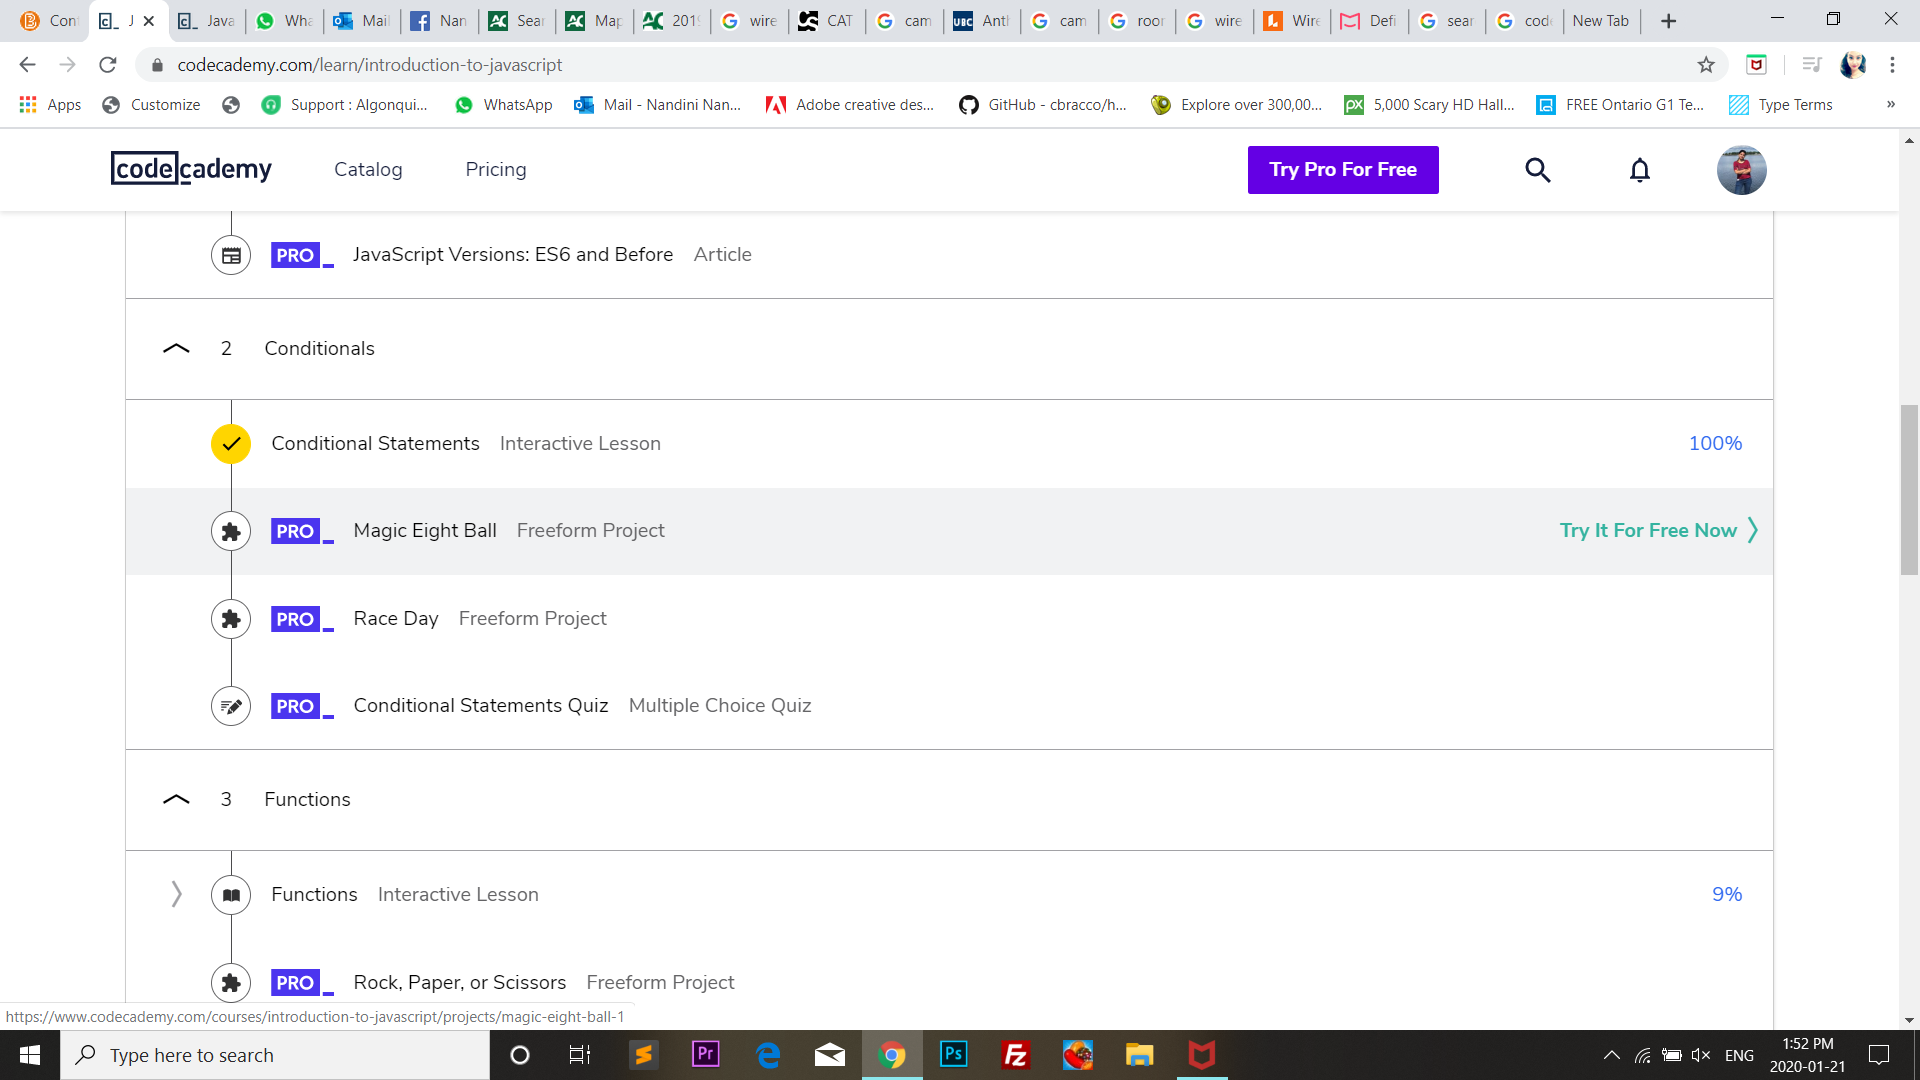 Con J Java Wha Mail Nan Sear Map 2019 wire CAT cam Anth cam roor wire Wire Defi sear code New Tab
codecademy.com/learn/introduction-to-javascript
Apps Customize Support : Algonqui... WhatsApp Mail - Nandini Nan... Adobe creative des... GitHub - cbracco/h... Explore over 300,00... 5,000 Scary HD Hall... FREE Ontario G1 Te... Type Terms »
codecademy Catalog Pricing Try Pro For Free
PRO JavaScript Versions: ES6 and Before Article
2 Conditionals
Conditional Statements Interactive Lesson 100%
PRO Magic Eight Ball Freeform Project Try It For Free Now
PRO Race Day Freeform Project
PRO Conditional Statements Quiz Multiple Choice Quiz
3 Functions
Functions Interactive Lesson 9%
PRO Rock, Paper, or Scissors Freeform Project
https://www.codecademy.com/courses/introduction-to-javascript/projects/magic-eight-ball-1
Type here to search Pr Ps Fz ENG 1:52 PM
2020-01-21